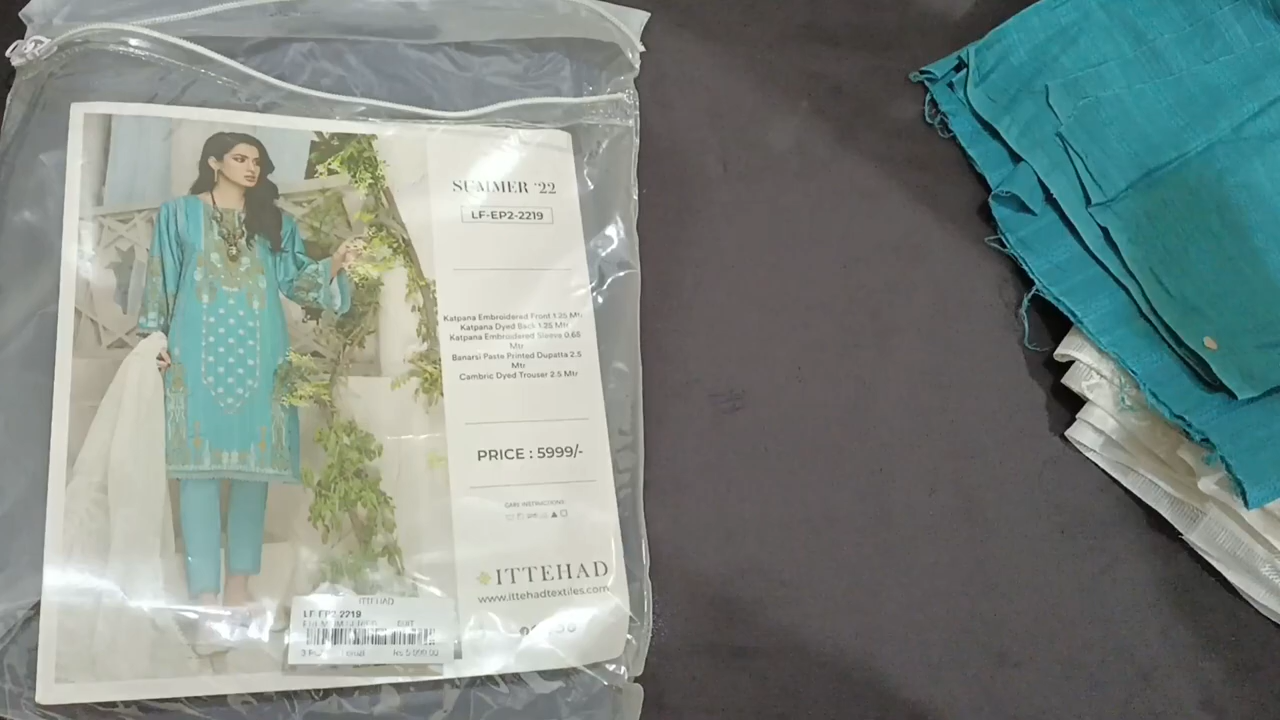 SUMMER '22
LF-EP2-2219
Katpana Embroidered Front 1.25 Mtr
Katpana Dyed Back 1.25 Mtr
Katpana Embroidered Sleeve 0.65
Mtr
Banarsi Paste Printed Dupatta 2.5
Mtr
Cambric Dyed Trouser 2.5 Mtr
PRICE : 5999/-
CARE INSTRUCTIONS
ITTEHAD
www.ittehadtextiles.com
ITTEHAD
LF-EP2-2219
SUIT